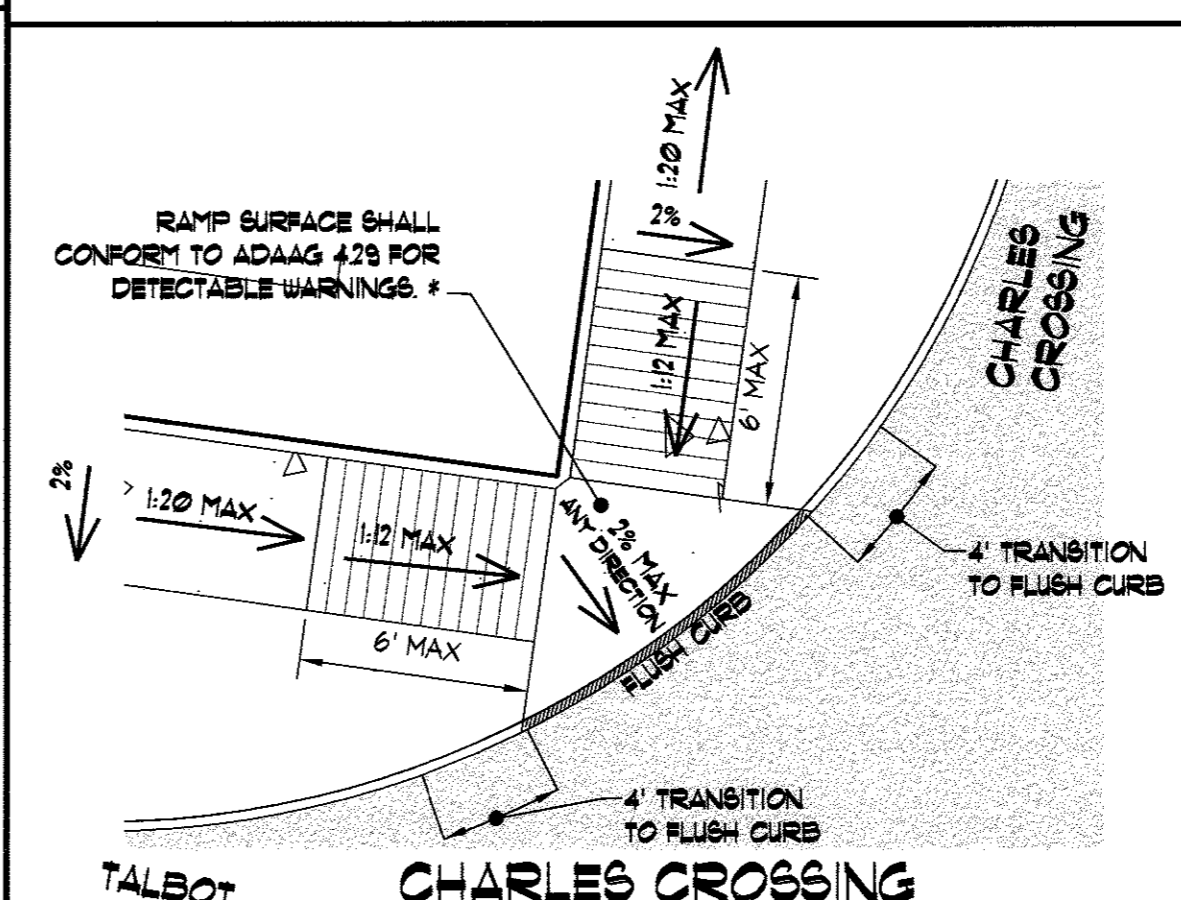 1:20 MAX
2%
RAMP SURFACE SHALL
CONFORM TO ADAAG 4.29 FOR
DETECTABLE WARNINGS. *
CHARLES
CROSSING
1:12 MAX
6' MAX
2%
1:20 MAX
1:12 MAX
2% MAX
ANY DIRECTION
4' TRANSITION
TO FLUSH CURB
6' MAX
FLUSH CURB
4' TRANSITION
TO FLUSH CURB
TALBOT
CHARLES CROSSING